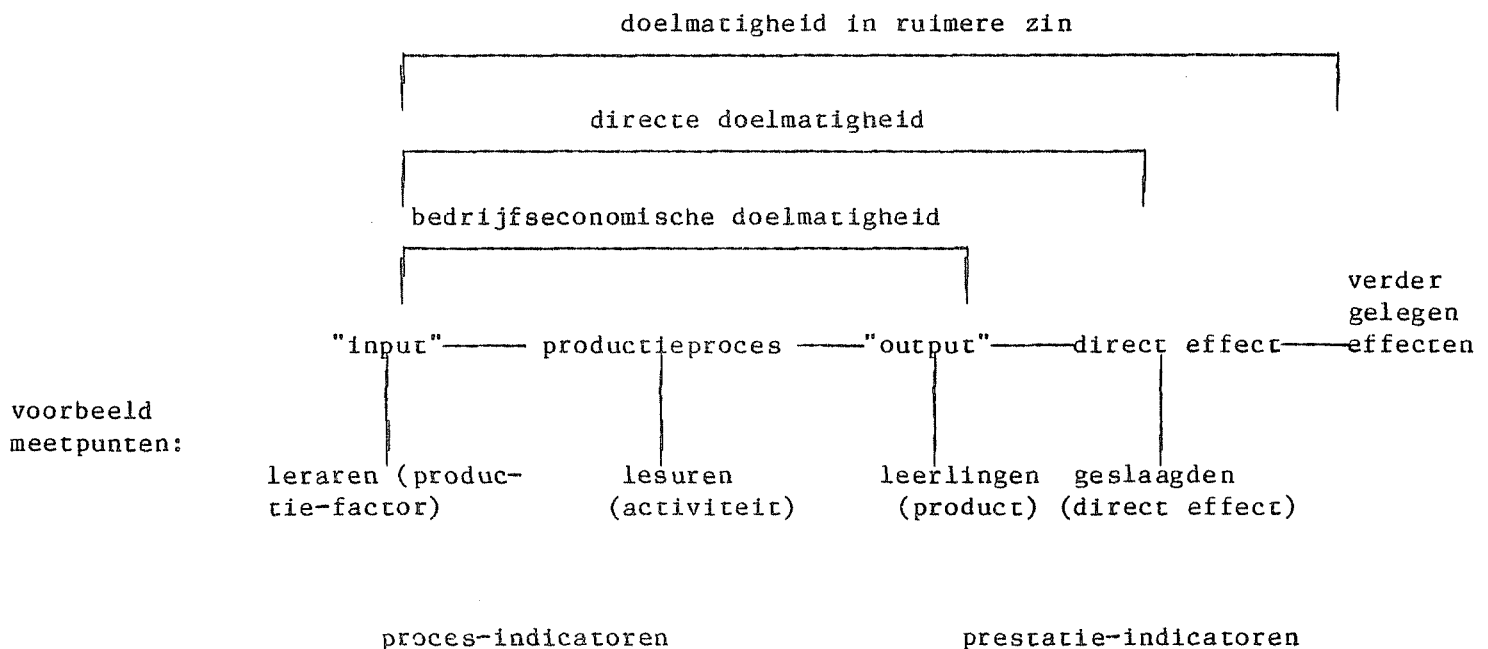 doelmatigheid in ruimere zin
directe doelmatigheid
bedrijfseconomische doelmatigheid
verder
gelegen
"input" productieproces "output" direct effect effecten
voorbeeld
meetpunten:
leraren (produc- lesuren leerlingen geslaagden
tie-factor) (activiteit) (product) (direct effect)
proces-indicatoren prestatie-indicatoren